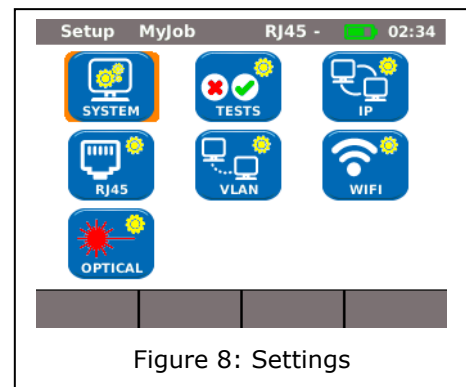 Setup MyJob RJ45 - 02:34
SYSTEM TESTS IP
RJ45 VLAN WIFI
OPTICAL
Figure 8: Settings